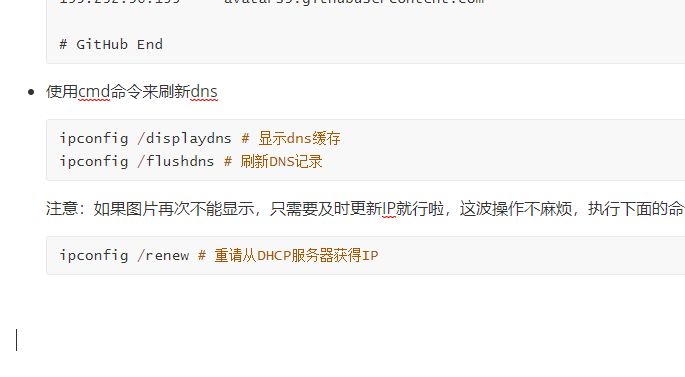 # GitHub End
使用cmd命令来刷新dns
ipconfig /displaydns # 显示dns缓存
ipconfig /flushdns # 刷新DNS记录
注意：如果图片再次不能显示，只需要及时更新IP就行啦，这波操作不麻烦，执行下面的命
ipconfig /renew # 重请从DHCP服务器获得IP